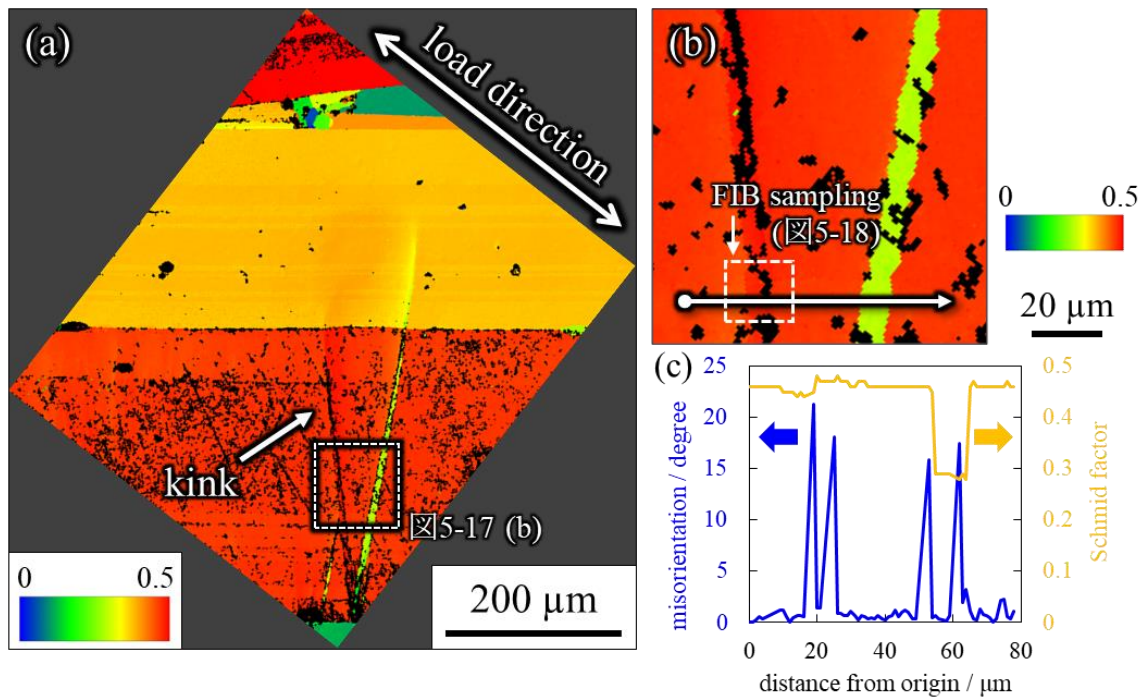 (a)
load direction
kink
図5-17 (b)
0 0.5
200 µm
(b)
FIB sampling
(図5-18)
0 0.5
20 µm
(c)
misorientation / degree
25
20
15
10
5
0
Schmid factor
0.5
0.4
0.3
0.2
0.1
0
0 20 40 60 80
distance from origin / µm